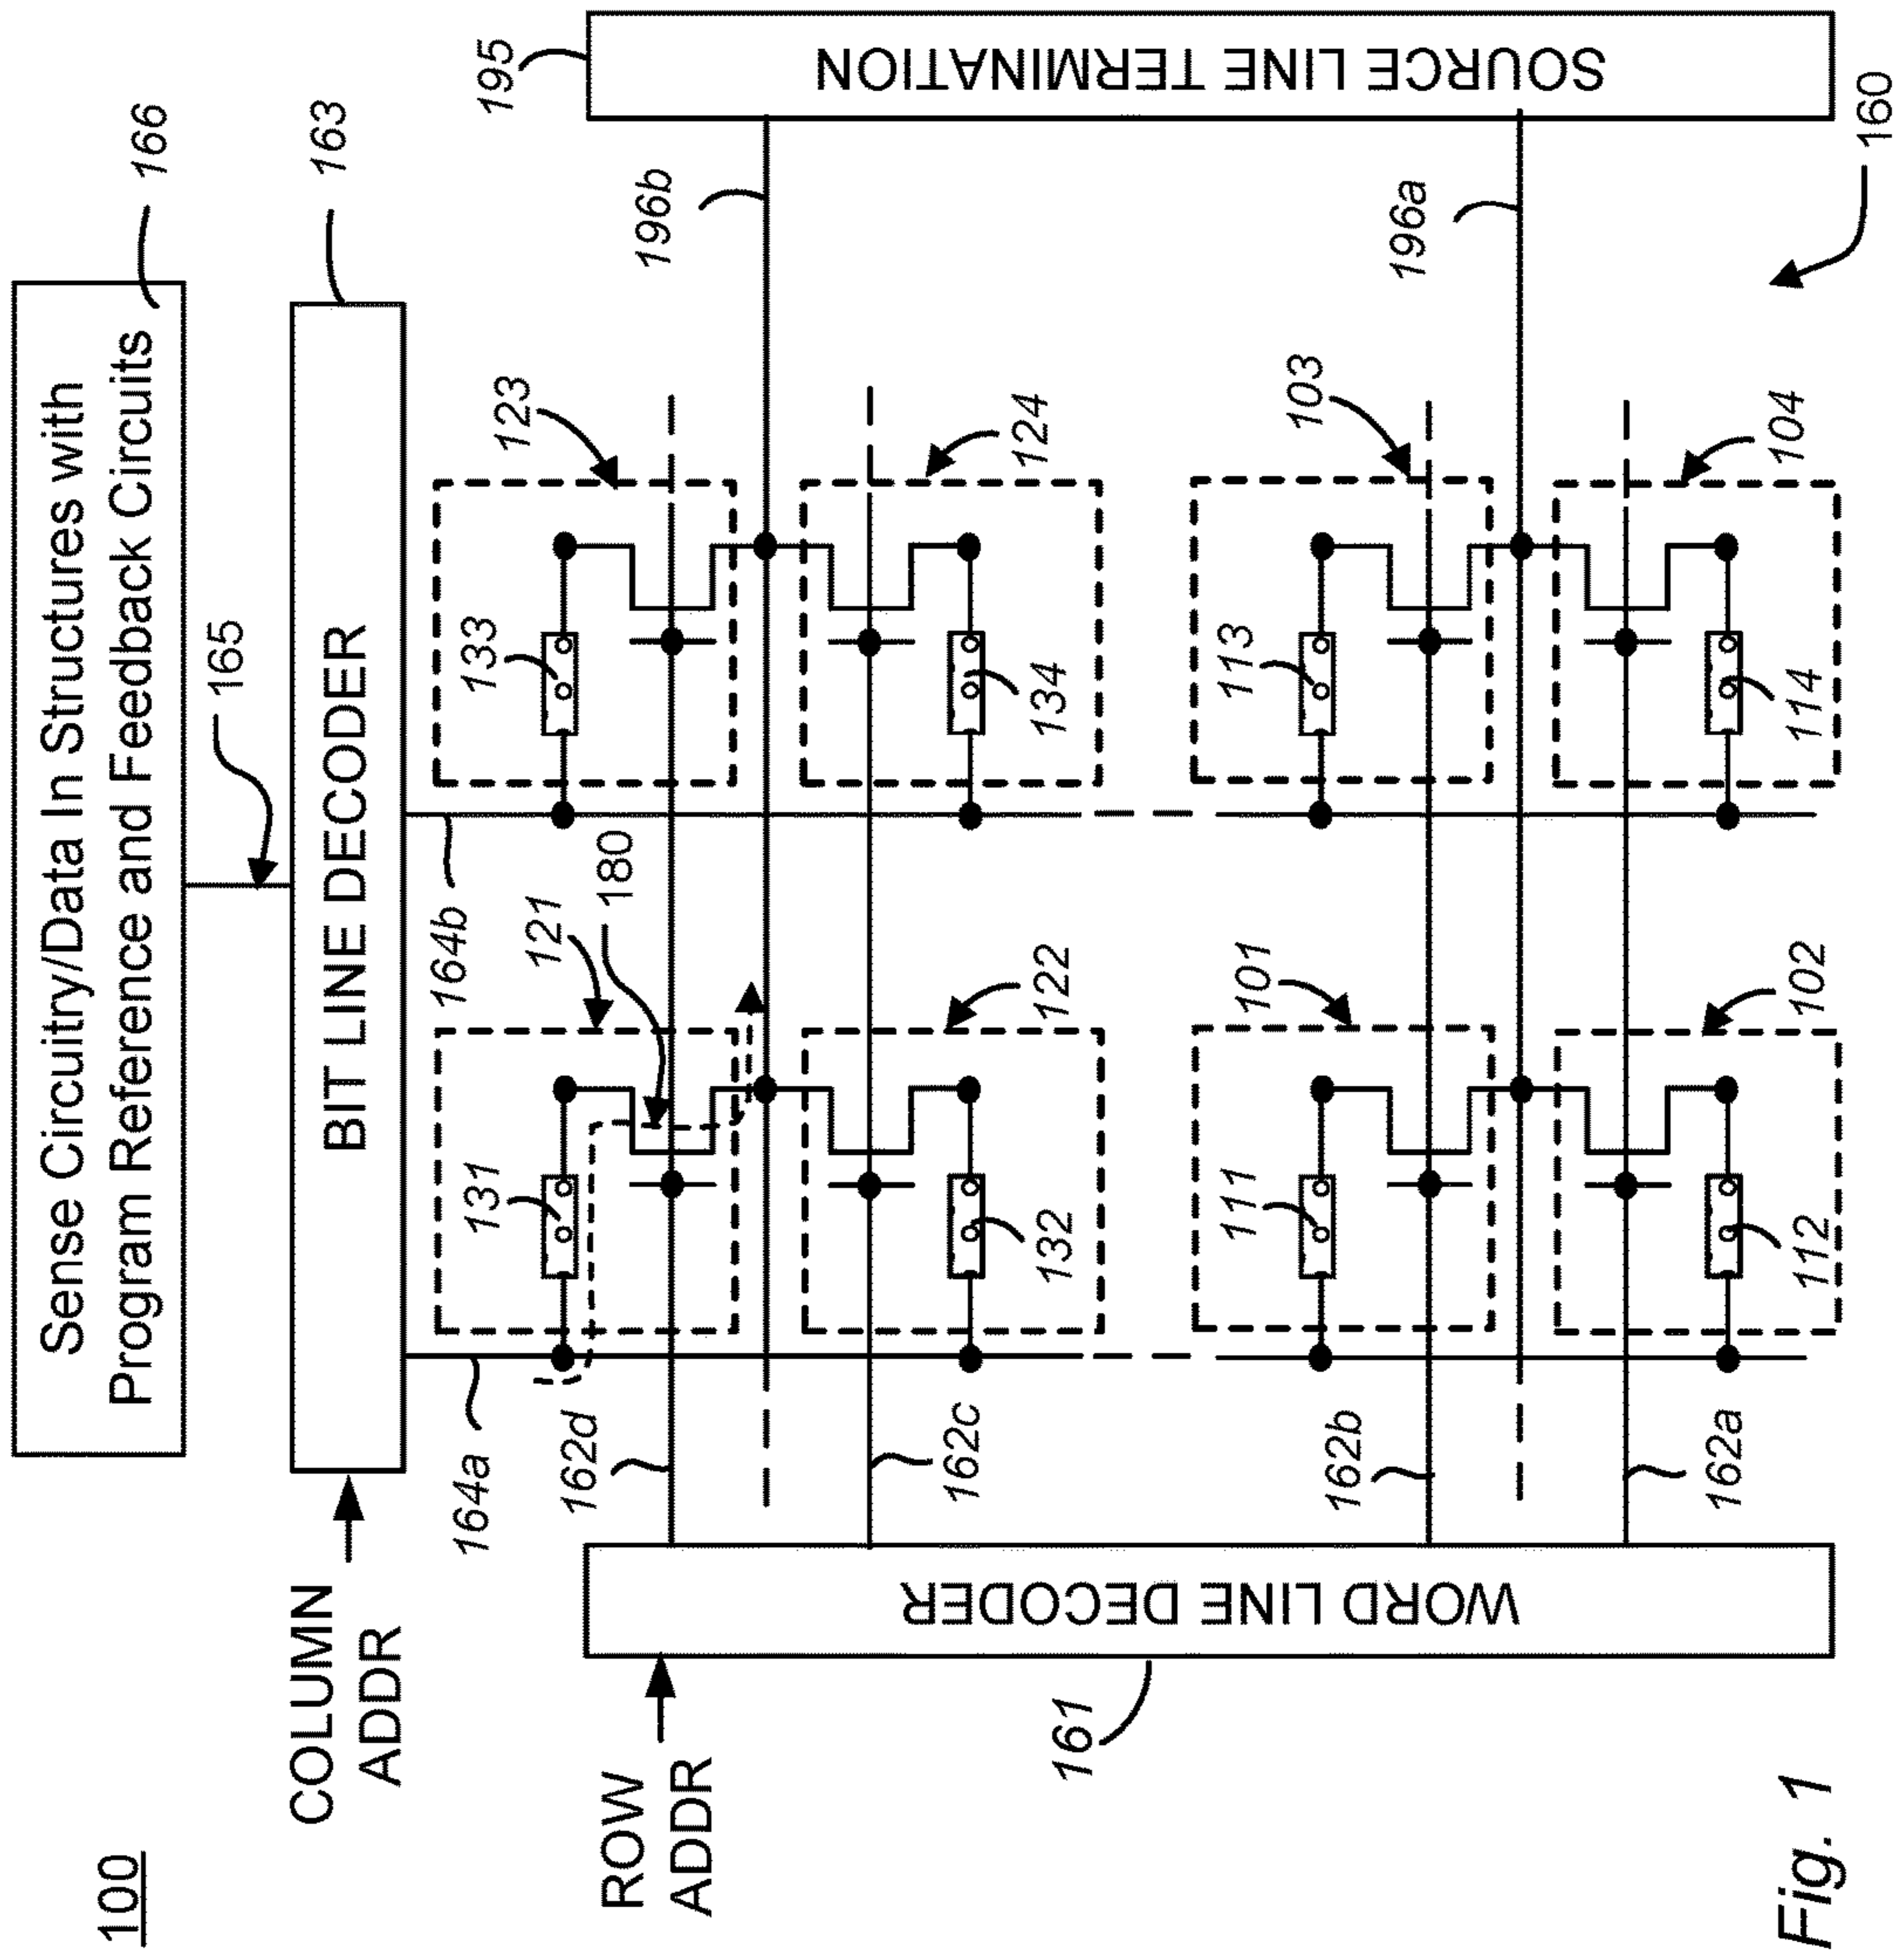 100
Sense Circuitry/Data In Structures with
Program Reference and Feedback Circuits
166
165
COLUMN
ADDR
BIT LINE DECODER
163
164a
164b
ROW
ADDR
161
WORD LINE DECODER
162d
162c
162b
162a
131
121
180
132
122
111
101
112
102
133
123
134
124
113
103
114
104
196b
196a
195
SOURCE LINE TERMINATION
160
Fig. 1